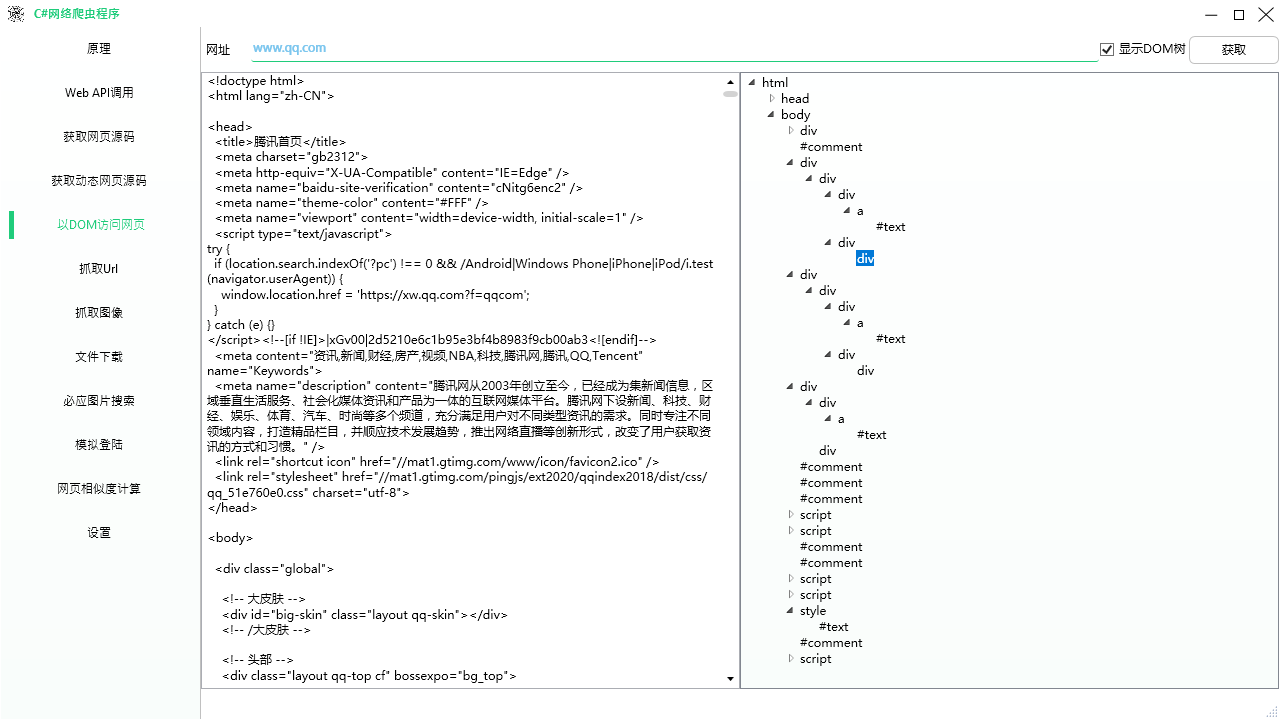 C#网络爬虫程序
原理
Web API调用
获取网页源码
获取动态网页源码
以DOM访问网页
抓取Url
抓取图像
文件下载
必应图片搜索
模拟登陆
网页相似度计算
设置
网址 www.qq.com 显示DOM树 获取
<!doctype html>
<html lang="zh-CN">
<head>
<title>腾讯首页</title>
<meta charset="gb2312">
<meta http-equiv="X-UA-Compatible" content="IE=Edge" />
<meta name="baidu-site-verification" content="cNitg6enc2" />
<meta name="theme-color" content="#FFF" />
<meta name="viewport" content="width=device-width, initial-scale=1" />
<script type="text/javascript">
try {
if (location.search.indexOf('?pc') !== 0 && /Android|Windows Phone|iPhone|iPod/i.test
(navigator.userAgent)) {
window.location.href = 'https://xw.qq.com?f=qqcom';
}
} catch (e) {}
</script><!--[if !IE]>|xGv00|2d5210e6c1b95e3bf4b8983f9cb00ab3<![endif]-->
<meta content="资讯,新闻,财经,房产,视频,NBA,科技,腾讯网,腾讯,QQ,Tencent"
name="Keywords">
<meta name="description" content="腾讯网从2003年创立至今，已经成为集新闻信息，区
域垂直生活服务、社会化媒体资讯和产品为一体的互联网媒体平台。腾讯网下设新闻、科技、财
经、娱乐、体育、汽车、时尚等多个频道，充分满足用户对不同类型资讯的需求。同时专注不同
领域内容，打造精品栏目，并顺应技术发展趋势，推出网络直播等创新形式，改变了用户获取资
讯的方式和习惯。" />
<link rel="shortcut icon" href="//mat1.gtimg.com/www/icon/favicon2.ico" />
<link rel="stylesheet" href="//mat1.gtimg.com/pingjs/ext2020/qqindex2018/dist/css/
qq_51e760e0.css" charset="utf-8">
</head>
<body>
<div class="global">
<!-- 大皮肤 -->
<div id="big-skin" class="layout qq-skin"></div>
<!-- /大皮肤 -->
<!-- 头部 -->
<div class="layout qq-top cf" bossexpo="bg_top">
html
head
body
div
#comment
div
div
div
a
#text
div
div
div
div
div
a
#text
div
div
div
div
a
#text
div
#comment
#comment
#comment
script
script
#comment
#comment
script
script
style
#text
#comment
script